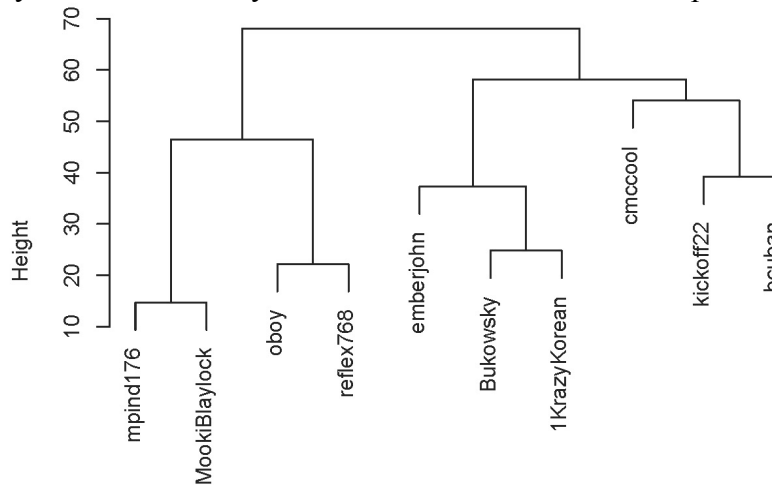 70
60
50
40
30
20
10
Height
mpind176
MookiBlaylock
oboy
reflex768
emberjohn
Bukowsky
1KrazyKorean
cmccool
kickoff22